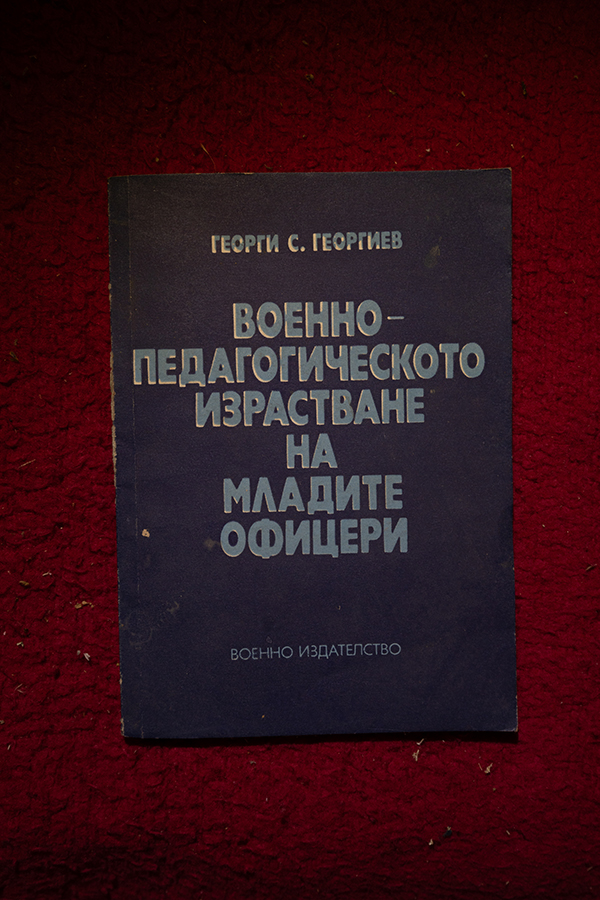 ГЕОРГИ С. ГЕОРГИЕВ
ВОЕННО-
ПЕДАГОГИЧЕСКОТО
ИЗРАСТВАНЕ
НА
МЛАДИТЕ
ОФИЦЕРИ
ВОЕННО ИЗДАТЕЛСТВО